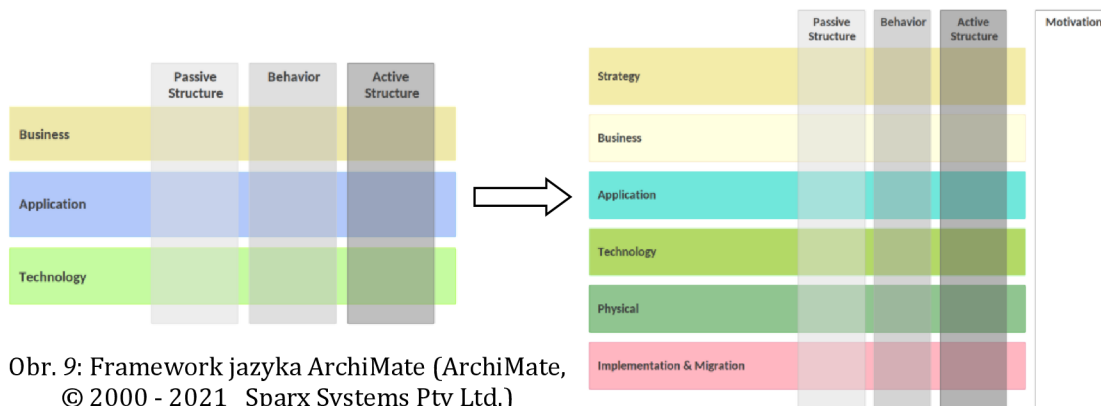 Passive
Structure
Behavior
Active
Structure
Business
Application
Technology
Obr. 9: Framework jazyka ArchiMate (ArchiMate,
© 2000 - 2021 Sparx Systems Pty Ltd.)
Passive
Structure
Behavior
Active
Structure
Motivation
Strategy
Business
Application
Technology
Physical
Implementation & Migration